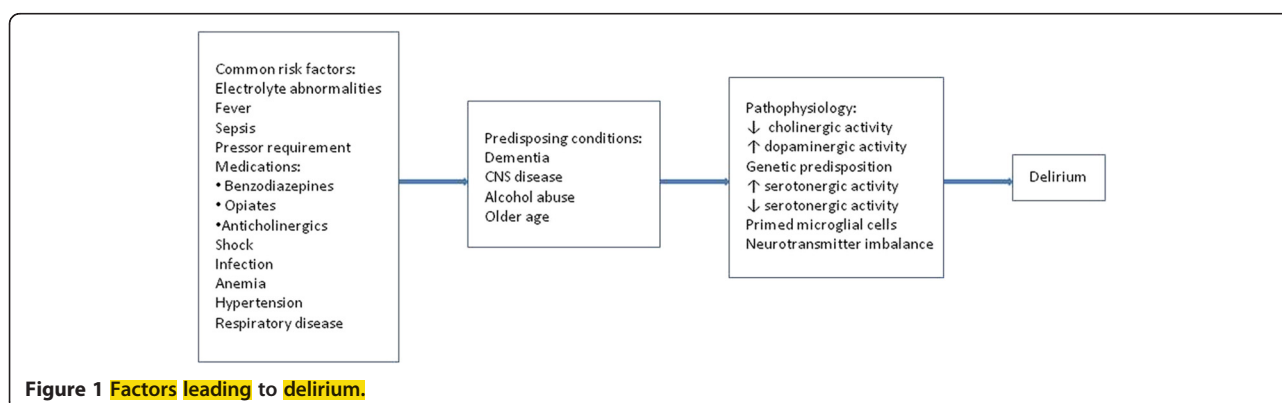 Common risk factors:
Electrolyte abnormalities
Fever
Sepsis
Pressor requirement
Medications:
• Benzodiazepines
• Opiates
•Anticholinergics
Shock
Infection
Anemia
Hypertension
Respiratory disease
Predisposing conditions:
Dementia
CNS disease
Alcohol abuse
Older age
Pathophysiology:
↓ cholinergic activity
↑ dopaminergic activity
Genetic predisposition
↑ serotonergic activity
↓ serotonergic activity
Primed microglial cells
Neurotransmitter imbalance
Delirium
Figure 1 Factors leading to delirium.